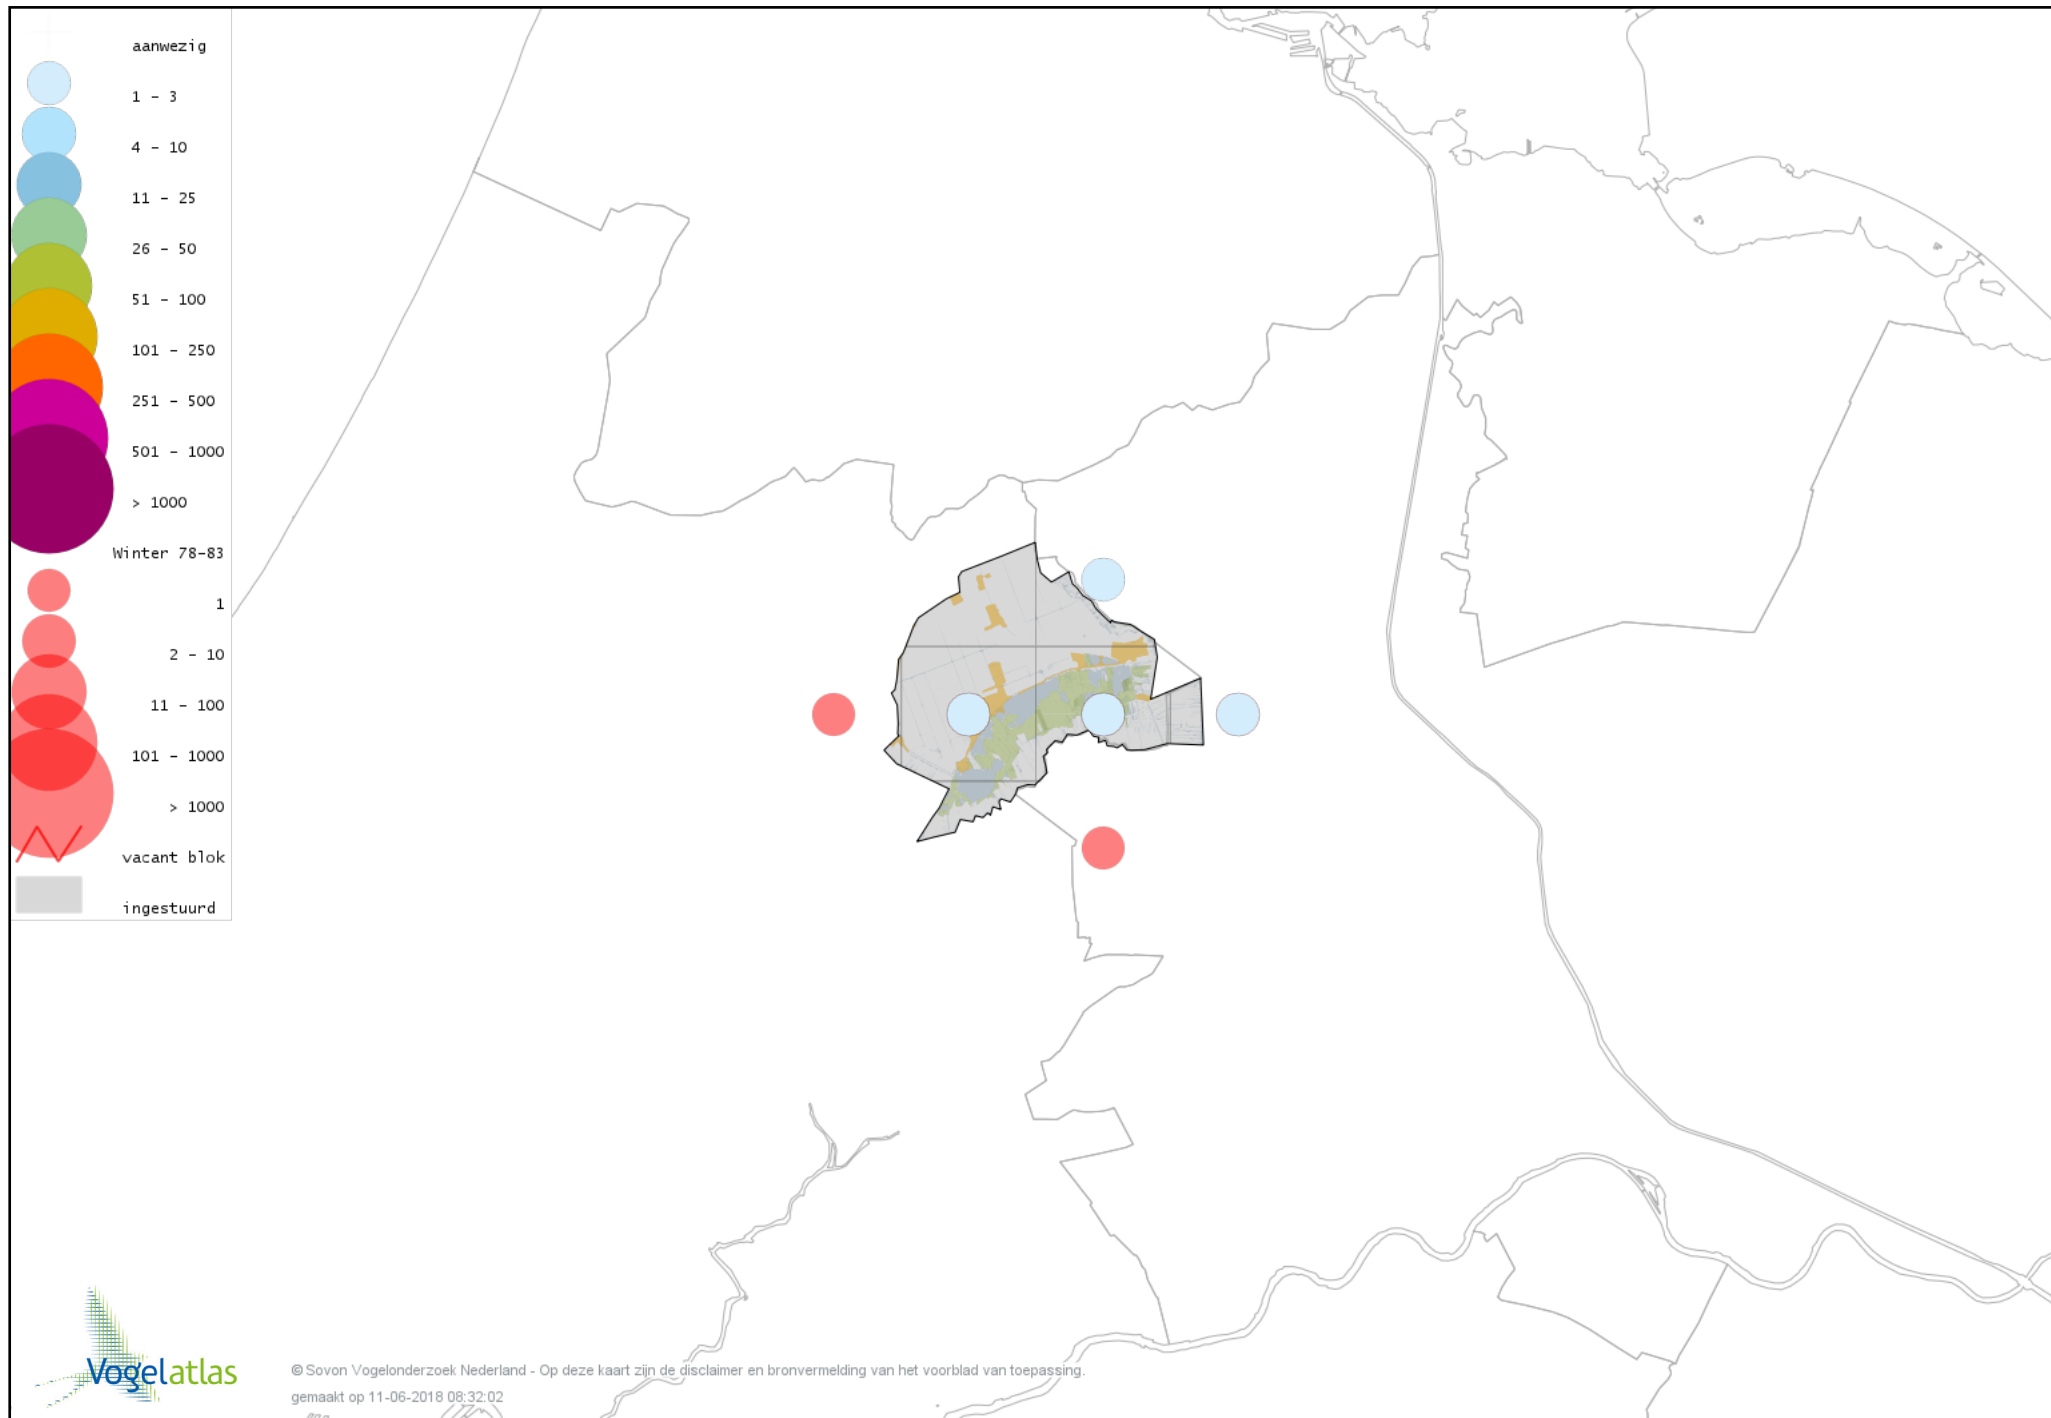 aanwezig
1 - 3
4 - 10
11 - 25
26 - 50
51 - 100
101 - 250
251 - 500
501 - 1000
> 1000
Winter 78-83
1
2 - 10
11 - 100
101 - 1000
> 1000
vacant blok
ingestuurd
Vogelatlas
© Sovon Vogelonderzoek Nederland - Op deze kaart zijn de disclaimer en bronvermelding van het voorblad van toepassing.
gemaakt op 11-06-2018 08:32:02